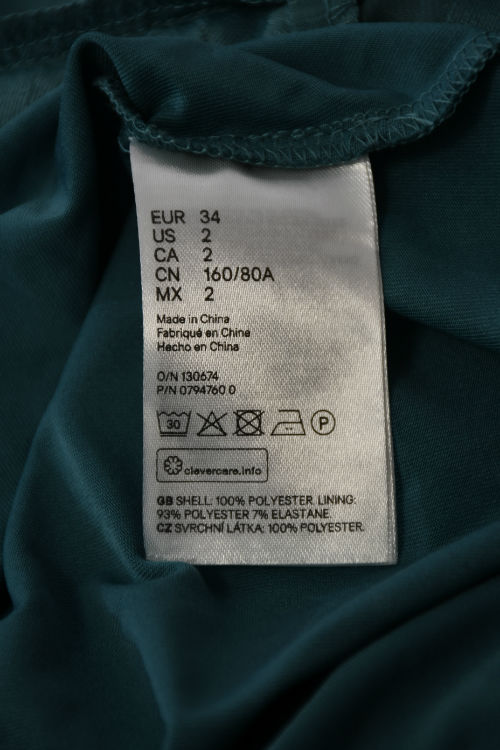 EUR 34
US 2
CA 2
CN 160/80A
MX 2
Made in China
Fabriqué en Chine
Hecho en China
O/N 130674
P/N 0794760 0
30 P
clevercare.info
GB SHELL: 100% POLYESTER. LINING:
93% POLYESTER 7% ELASTANE.
CZ SVRCHNÍ LÁTKA: 100% POLYESTER.